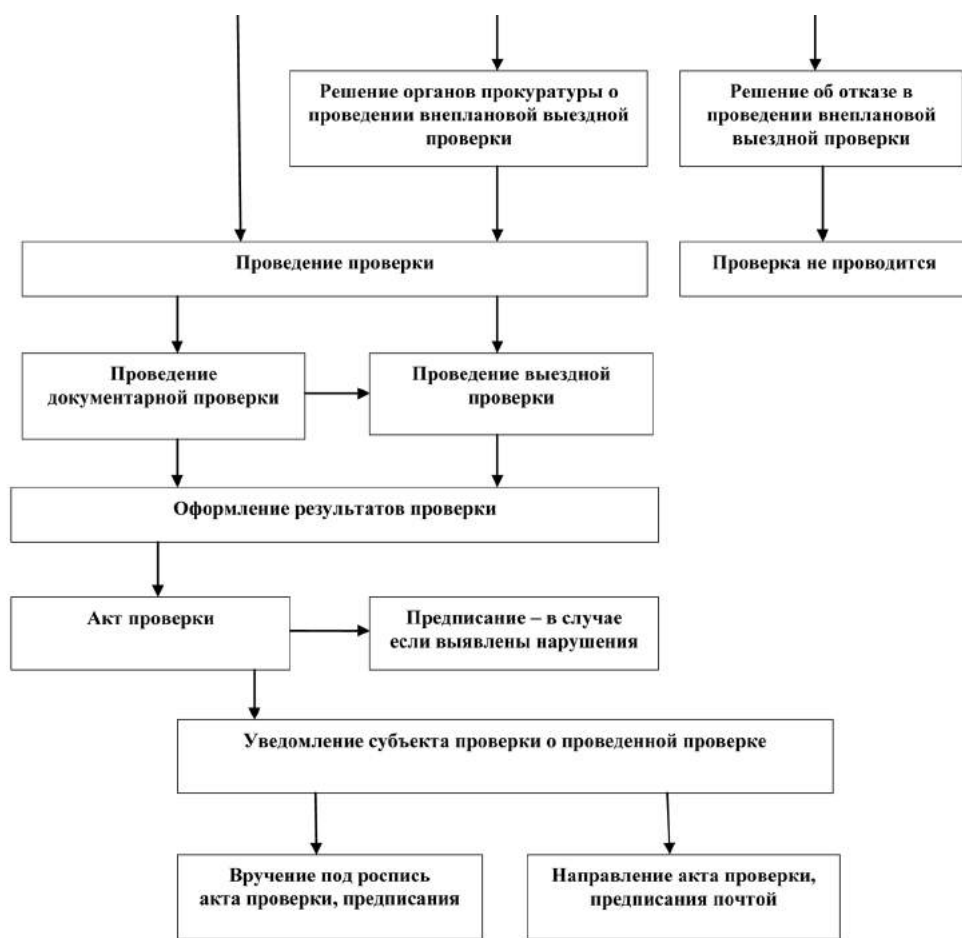 Решение органов прокуратуры о
проведении внеплановой выездной
проверки
Решение об отказе в
проведении внеплановой
выездной проверки
Проведение проверки
Проверка не проводится
Проведение
документарной проверки
Проведение выездной
проверки
Оформление результатов проверки
Акт проверки
Предписание – в случае
если выявлены нарушения
Уведомление субъекта проверки о проведенной проверке
Вручение под роспись
акта проверки, предписания
Направление акта проверки,
предписания почтой